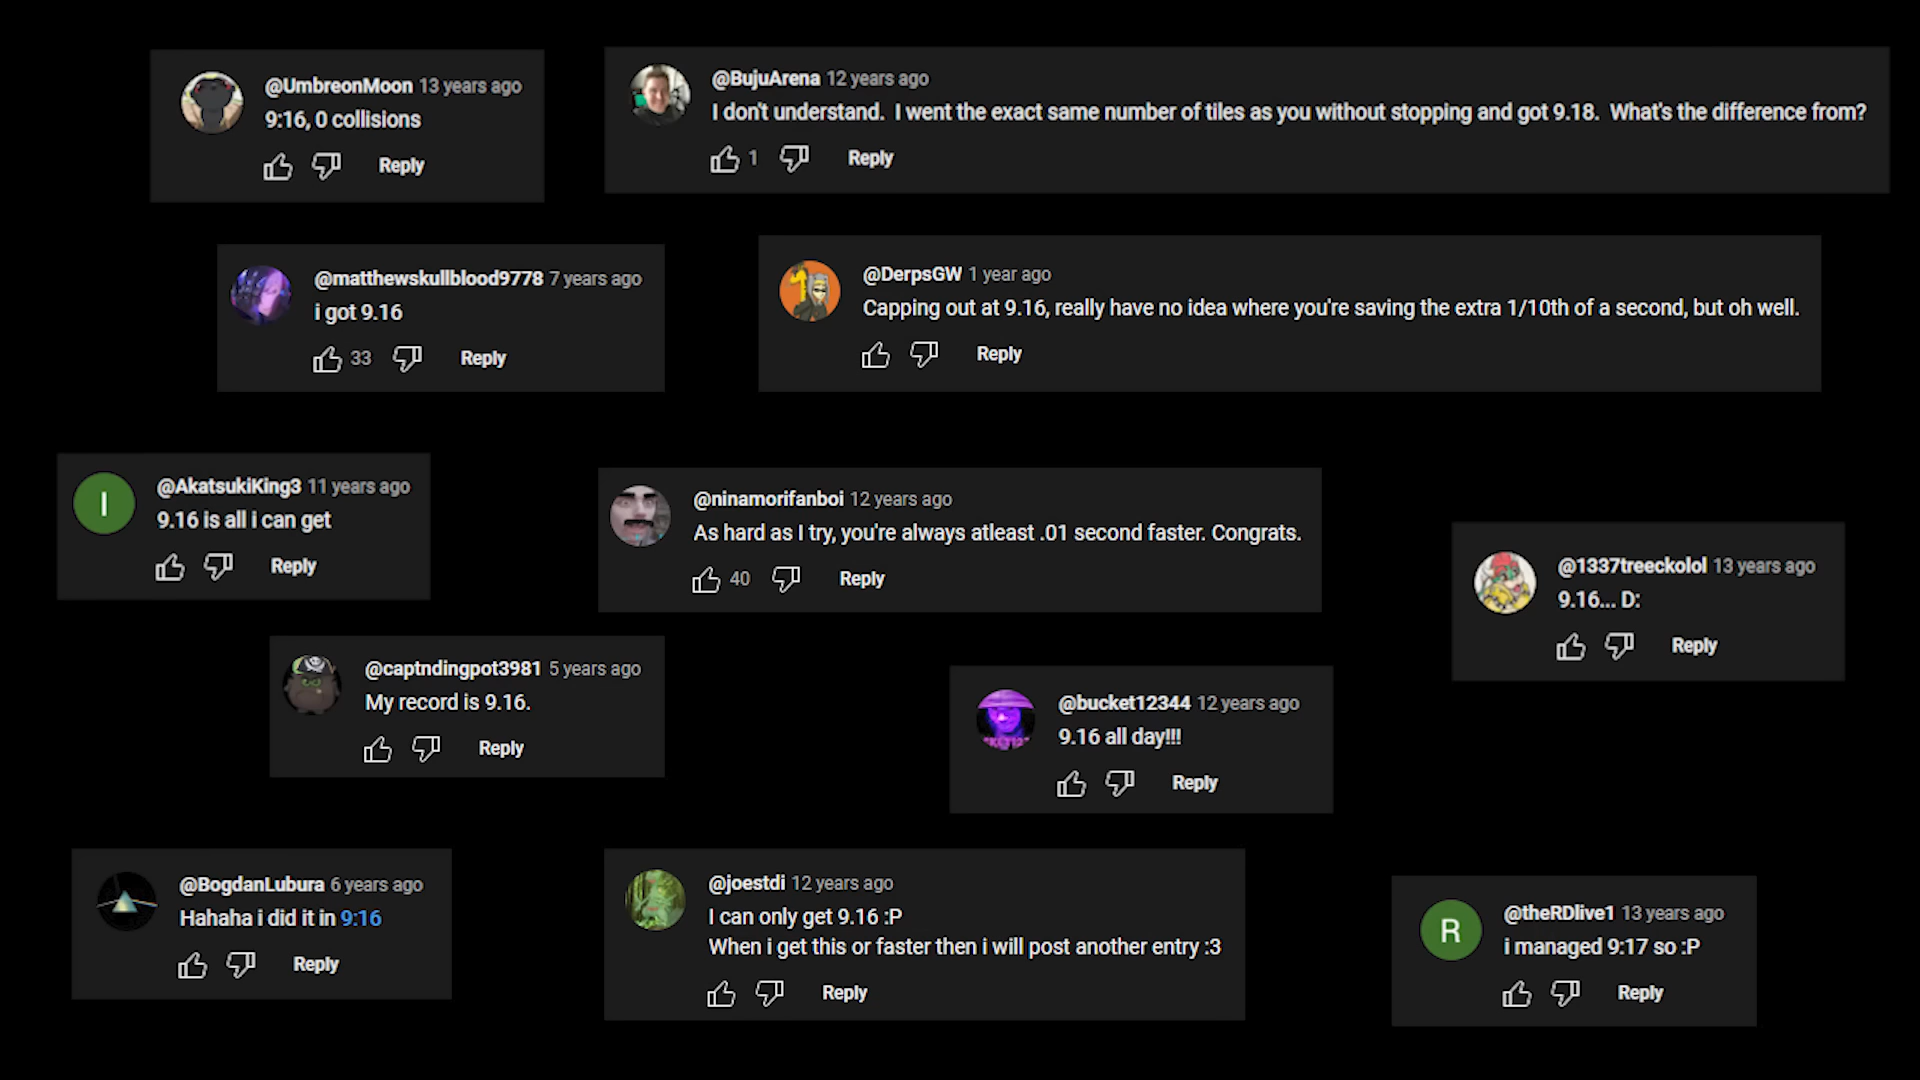 @UmbreonMoon 13 years ago
9:16, 0 collisions
Reply
@BujuArena 12 years ago
I don't understand. I went the exact same number of tiles as you without stopping and got 9.18. What's the difference from?
1 Reply
@matthewskullblood9778 7 years ago
i got 9.16
33 Reply
@DerpsGW 1 year ago
Capping out at 9.16, really have no idea where you're saving the extra 1/10th of a second, but oh well.
Reply
I
@AkatsukiKing3 11 years ago
9.16 is all i can get
Reply
@ninamorifanboi 12 years ago
As hard as I try, you're always atleast .01 second faster. Congrats.
40 Reply
@1337treeckolol 13 years ago
9.16... D:
Reply
@captndingpot3981 5 years ago
My record is 9.16.
Reply
@bucket12344 12 years ago
9.16 all day!!!
Reply
@BogdanLubura 6 years ago
Hahaha i did it in 9:16
Reply
@joestdi 12 years ago
I can only get 9.16 :P
When i get this or faster then i will post another entry :3
Reply
R
@theRDlive1 13 years ago
i managed 9:17 so :P
Reply